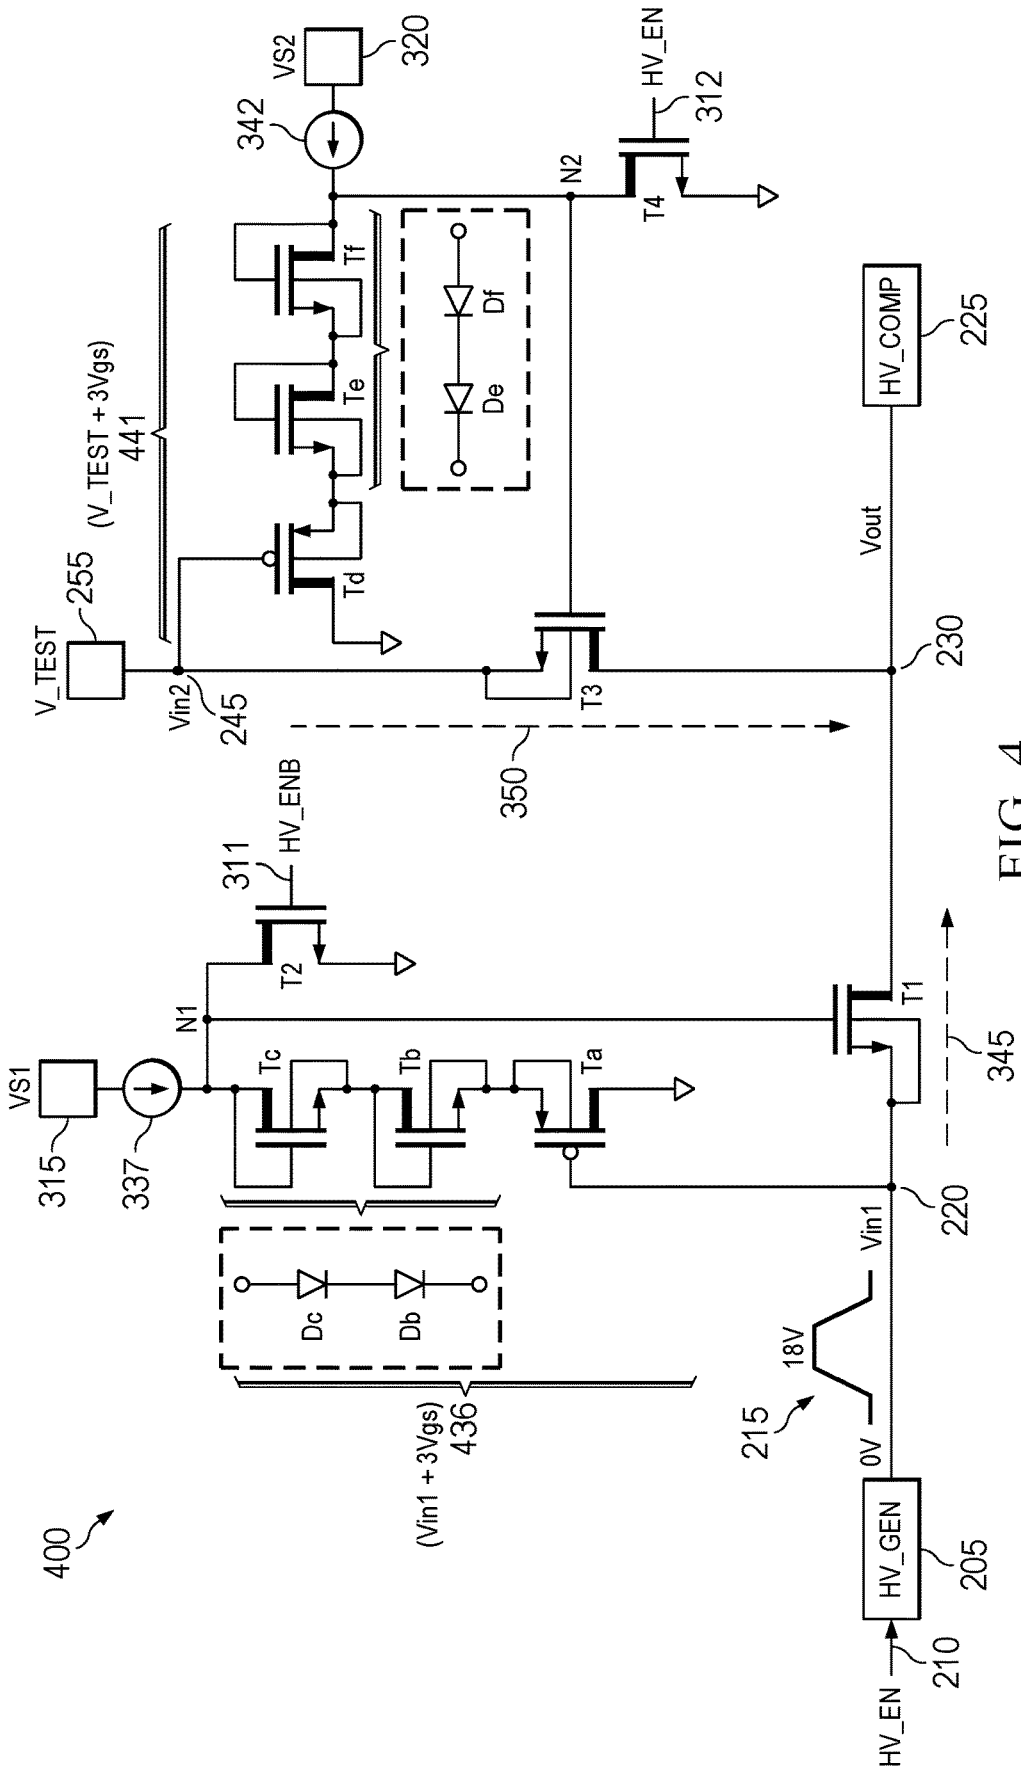 400
HV_EN
210
HV_GEN
205
0V
18V
215
Vin1
220
(Vin1 + 3Vgs)
436
Dc
Db
VS1
315
337
N1
Tc
Tb
Ta
T2
311
HV_ENB
T1
345
V_TEST
255
Vin2
245
(V_TEST + 3Vgs)
441
Td
Te
Tf
De
Df
342
VS2
320
N2
T4
312
HV_EN
T3
350
230
Vout
HV_COMP
225
FIG. 4